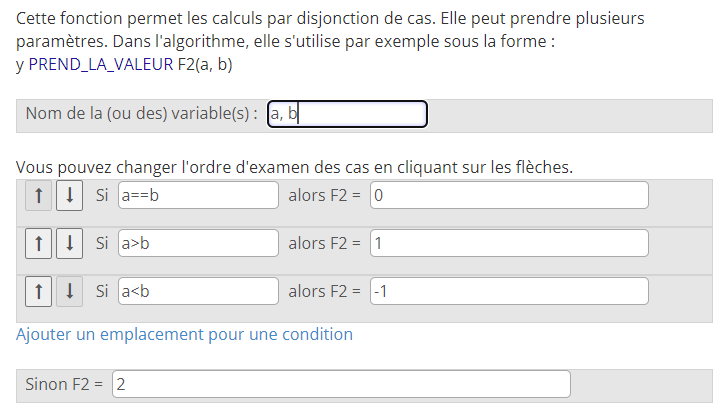 Cette fonction permet les calculs par disjonction de cas. Elle peut prendre plusieurs
paramètres. Dans l'algorithme, elle s'utilise par exemple sous la forme :
y PREND_LA_VALEUR F2(a, b)
Nom de la (ou des) variable(s) : a, b
Vous pouvez changer l'ordre d'examen des cas en cliquant sur les flèches.
↑ ↓ Si a==b alors F2 = 0
↑ ↓ Si a>b alors F2 = 1
↑ ↓ Si a<b alors F2 = -1
Ajouter un emplacement pour une condition
Sinon F2 = 2